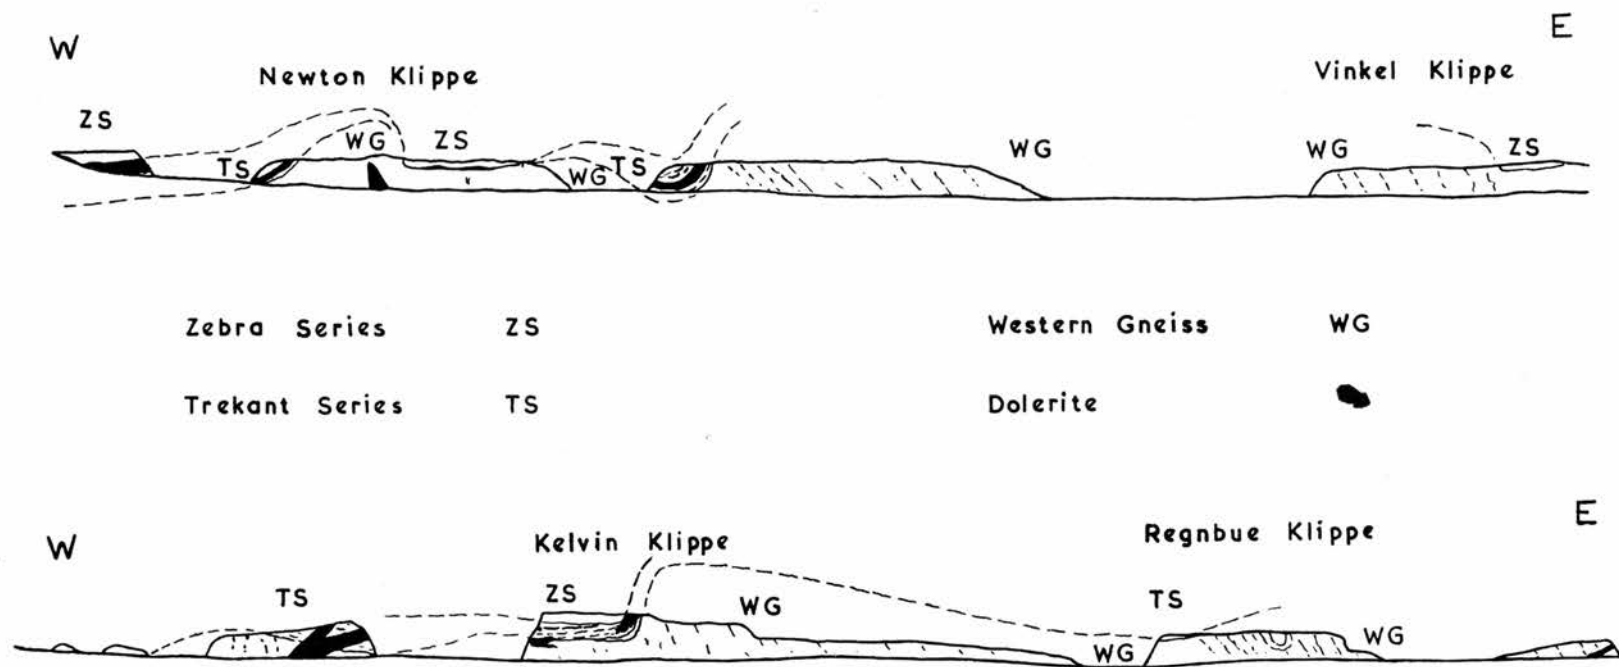 W E
Newton Klippe Vinkel Klippe
ZS WG ZS WG WG ZS
TS WG TS
Zebra Series ZS Western Gneiss WG
Trekant Series TS Dolerite
W E
Kelvin Klippe Regnbue Klippe
TS ZS WG TS WG
WG